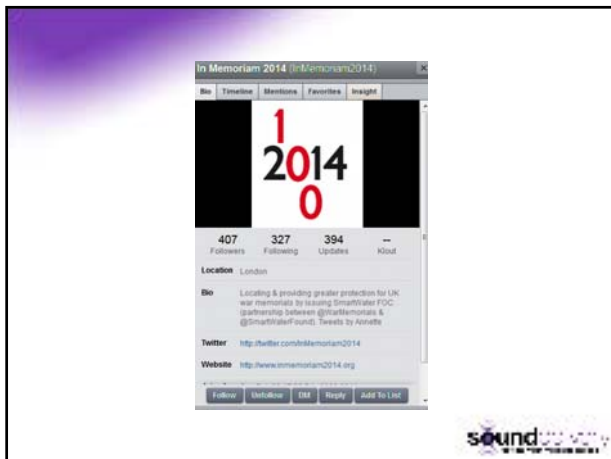 In Memoriam 2014 (InMemoriam2014)
Bio Timeline Mentions Favorites Insight
1
2014
0
407 327 394 --
Followers Following Updates Klout
Location London
Bio Locating & providing greater protection for UK
war memorials by issuing SmartWater FOC
(partnership between @WarMemorials &
@SmartWaterFound). Tweets by Annette
Twitter http://twitter.com/InMemoriam2014
Website http://www.inmemoriam2014.org
Follow Unfollow DM Reply Add To List
sound